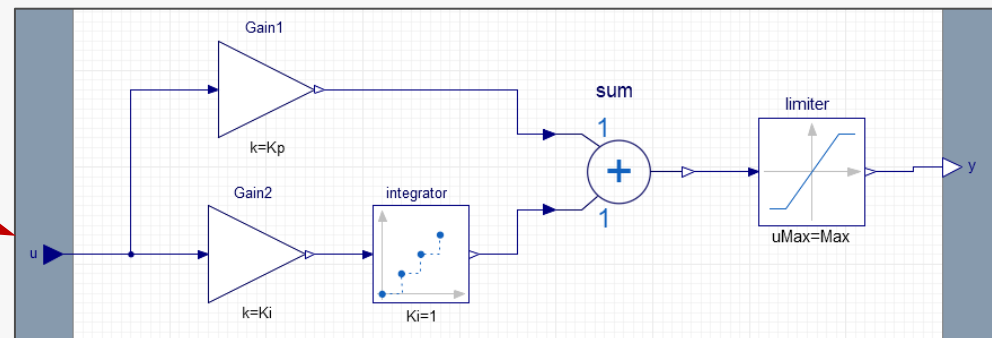 Gain1
k=Kp
sum
1
+
1
limiter
uMax=Max
y
Gain2
integrator
u
k=Ki
Ki=1